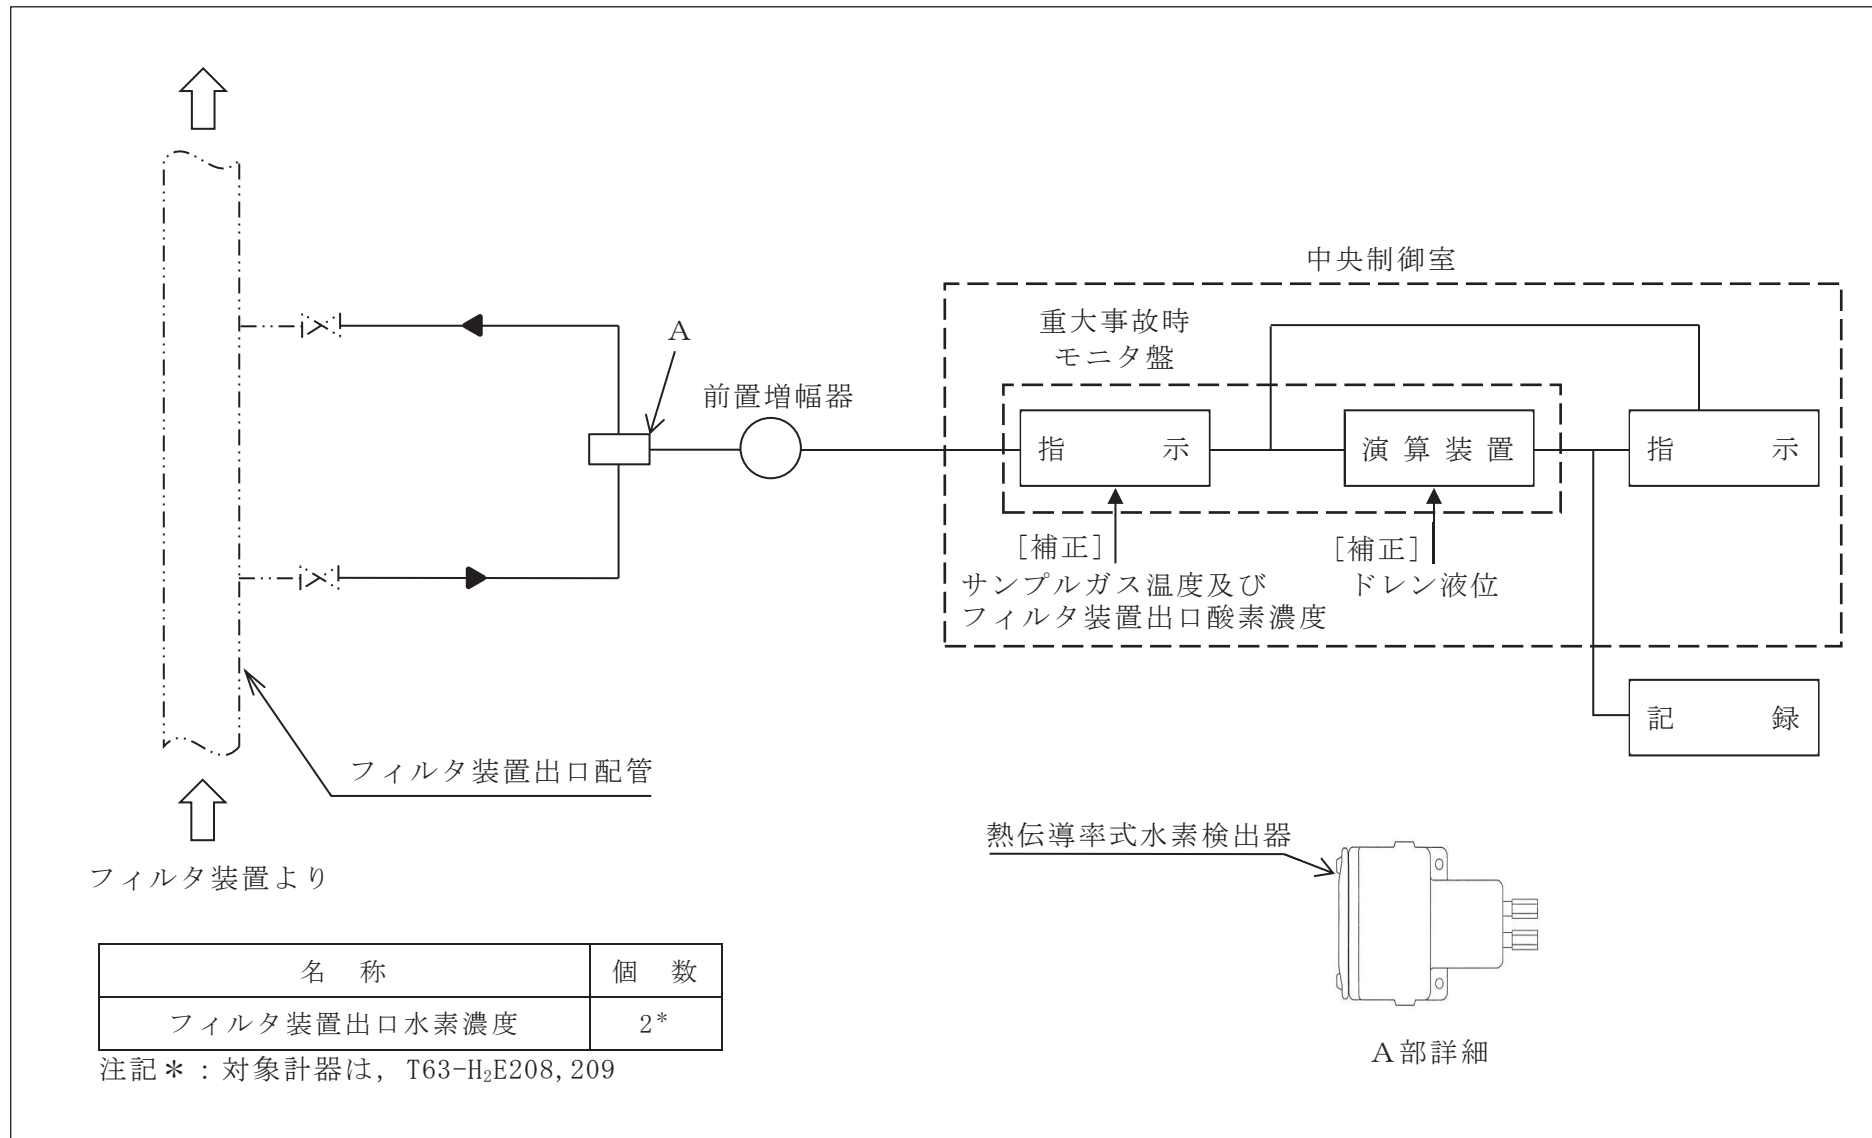 中央制御室
重大事故時
モニタ盤
A
前置増幅器
指　示
演算装置
指　示
[補正]
サンプルガス温度及び
フィルタ装置出口酸素濃度
[補正]
ドレン液位
記　録
フィルタ装置出口配管
フィルタ装置より
熱伝導率式水素検出器
A部詳細
名　称　個　数
フィルタ装置出口水素濃度　2*
注記＊：対象計器は，T63-H₂E208,209